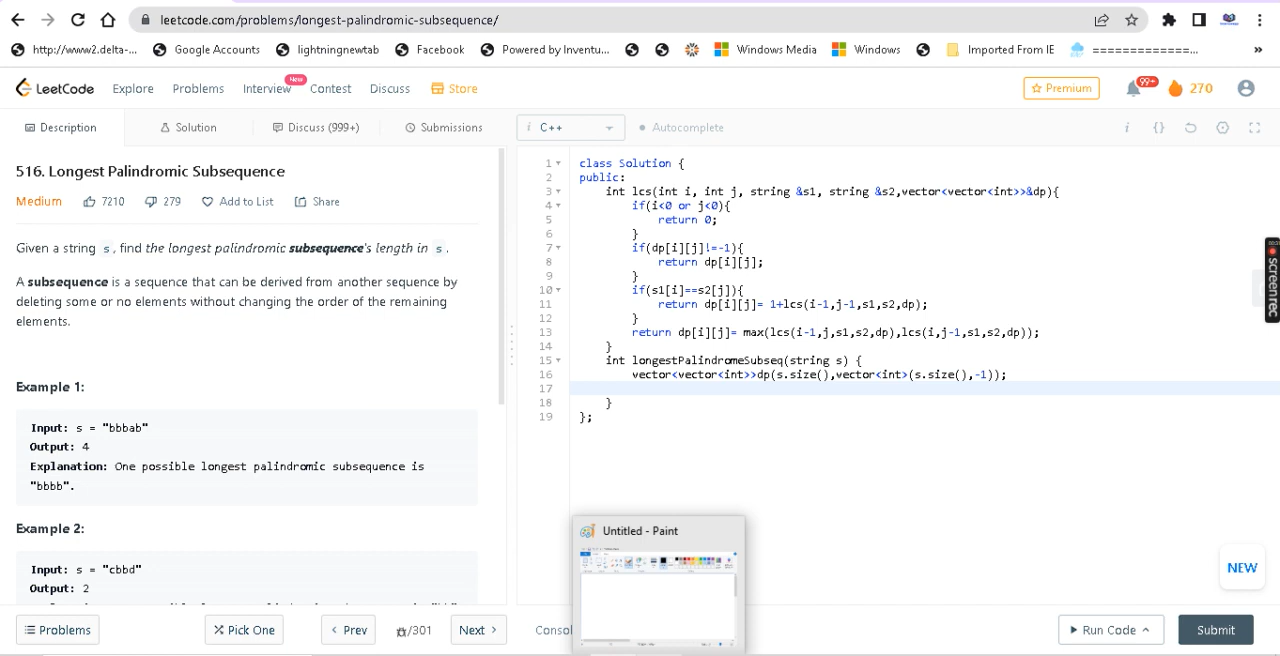 leetcode.com/problems/longest-palindromic-subsequence/
http://www2.delta-... Google Accounts lightningnewtab Facebook Powered by Inventu... Windows Media Windows Imported From IE =============... »
LeetCode Explore Problems Interview New Contest Discuss Store Premium 99+ 270
Description Solution Discuss (999+) Submissions i C++ Autocomplete i {}
516. Longest Palindromic Subsequence
Medium 7210 279 Add to List Share
Given a string s, find the longest palindromic subsequence's length in s.
A subsequence is a sequence that can be derived from another sequence by
deleting some or no elements without changing the order of the remaining
elements.
Example 1:
Input: s = "bbbab"
Output: 4
Explanation: One possible longest palindromic subsequence is
"bbbb".
Example 2:
Input: s = "cbbd"
Output: 2
1 class Solution {
2 public:
3 int lcs(int i, int j, string &s1, string &s2,vector<vector<int>>&dp){
4 if(i<0 or j<0){
5 return 0;
6 }
7 if(dp[i][j]!=-1){
8 return dp[i][j];
9 }
10 if(s1[i]==s2[j]){
11 return dp[i][j]= 1+lcs(i-1,j-1,s1,s2,dp);
12 }
13 return dp[i][j]= max(lcs(i-1,j,s1,s2,dp),lcs(i,j-1,s1,s2,dp));
14 }
15 int longestPalindromeSubseq(string s) {
16 vector<vector<int>>dp(s.size(),vector<int>(s.size(),-1));
17
18 }
19 };
screenrec
Untitled - Paint
NEW
Problems Pick One Prev /301 Next Consol Run Code Submit